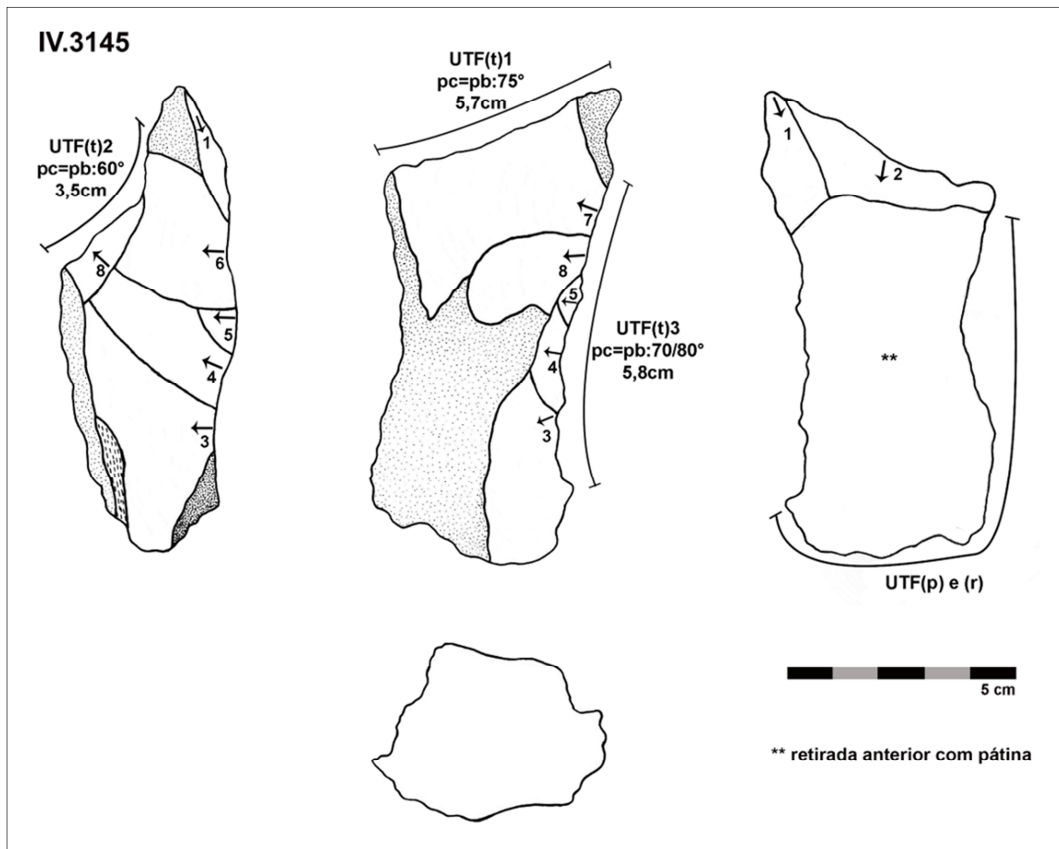 IV.3145
UTF(t)2
pc=pb:60°
3,5cm
1
6
8
5
4
3
UTF(t)1
pc=pb:75°
5,7cm
7
8
5
4
3
UTF(t)3
pc=pb:70/80°
5,8cm
1
2
**
UTF(p) e (r)
5 cm
** retirada anterior com pátina